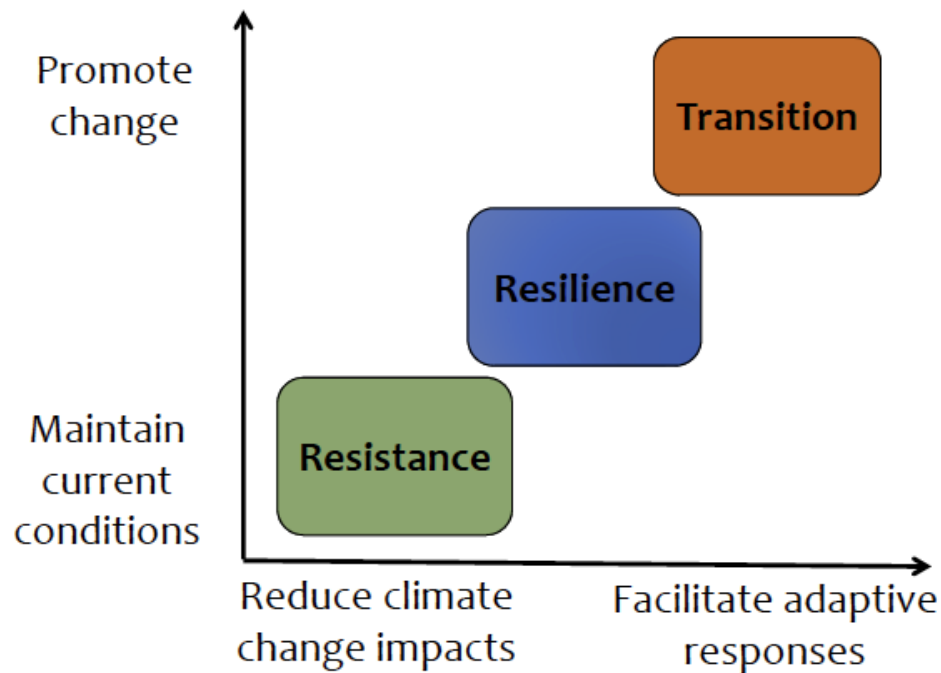 Promote
change
Transition
Resilience
Maintain
current
conditions
Resistance
Reduce climate
change impacts
Facilitate adaptive
responses